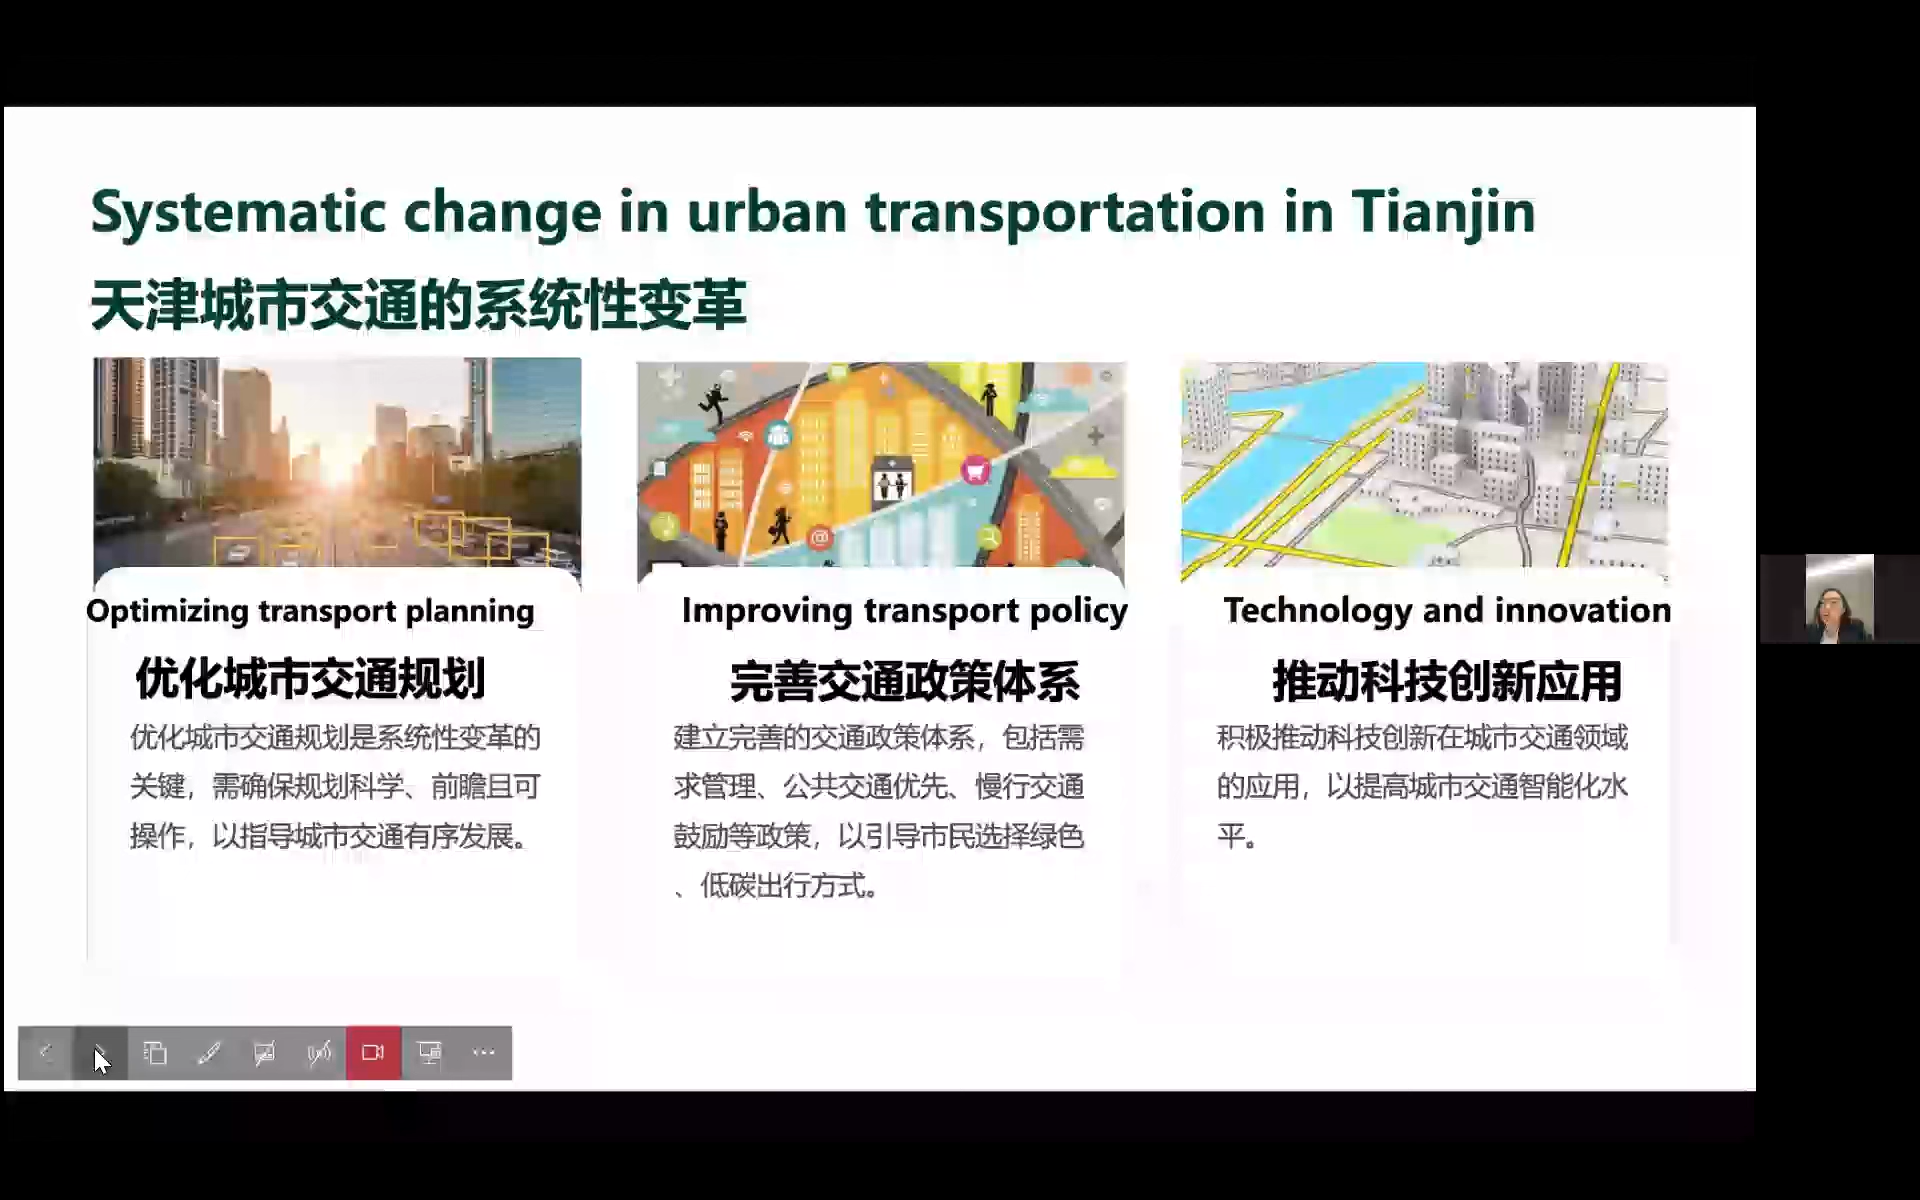 Systematic change in urban transportation in Tianjin
天津城市交通的系统性变革
Optimizing transport planning
优化城市交通规划
优化城市交通规划是系统性变革的
关键，需确保规划科学、前瞻且可
操作，以指导城市交通有序发展。
Improving transport policy
完善交通政策体系
建立完善的交通政策体系，包括需
求管理、公共交通优先、慢行交通
鼓励等政策，以引导市民选择绿色
、低碳出行方式。
Technology and innovation
推动科技创新应用
积极推动科技创新在城市交通领域
的应用，以提高城市交通智能化水
平。